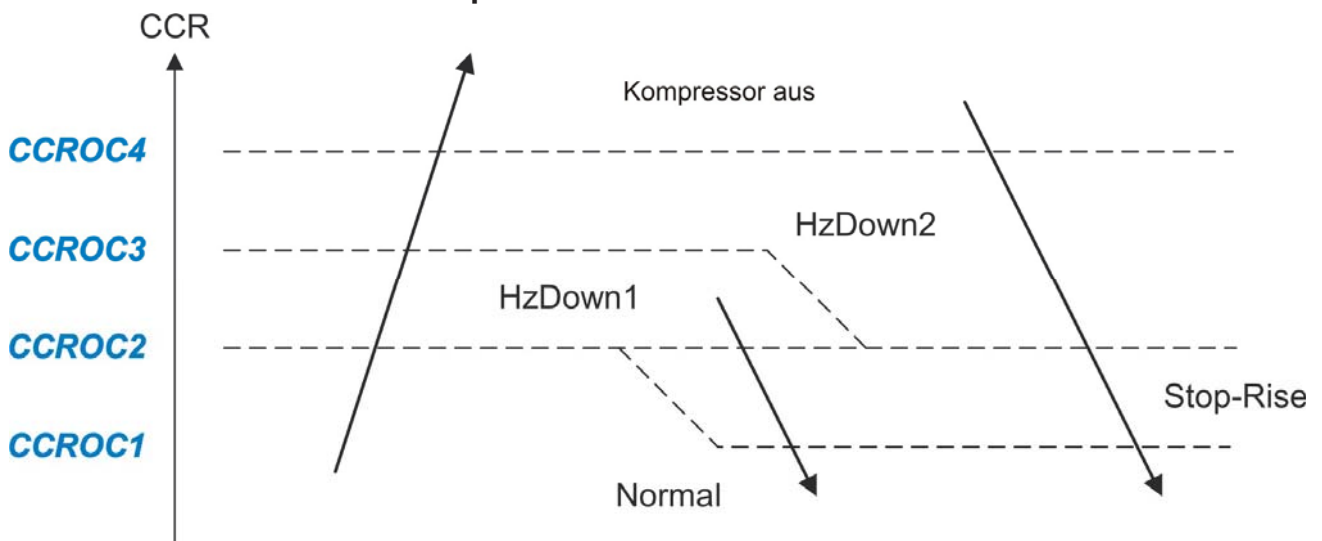 CCR
Kompressor aus
CCROC4
HzDown2
CCROC3
HzDown1
CCROC2
Stop-Rise
CCROC1
Normal